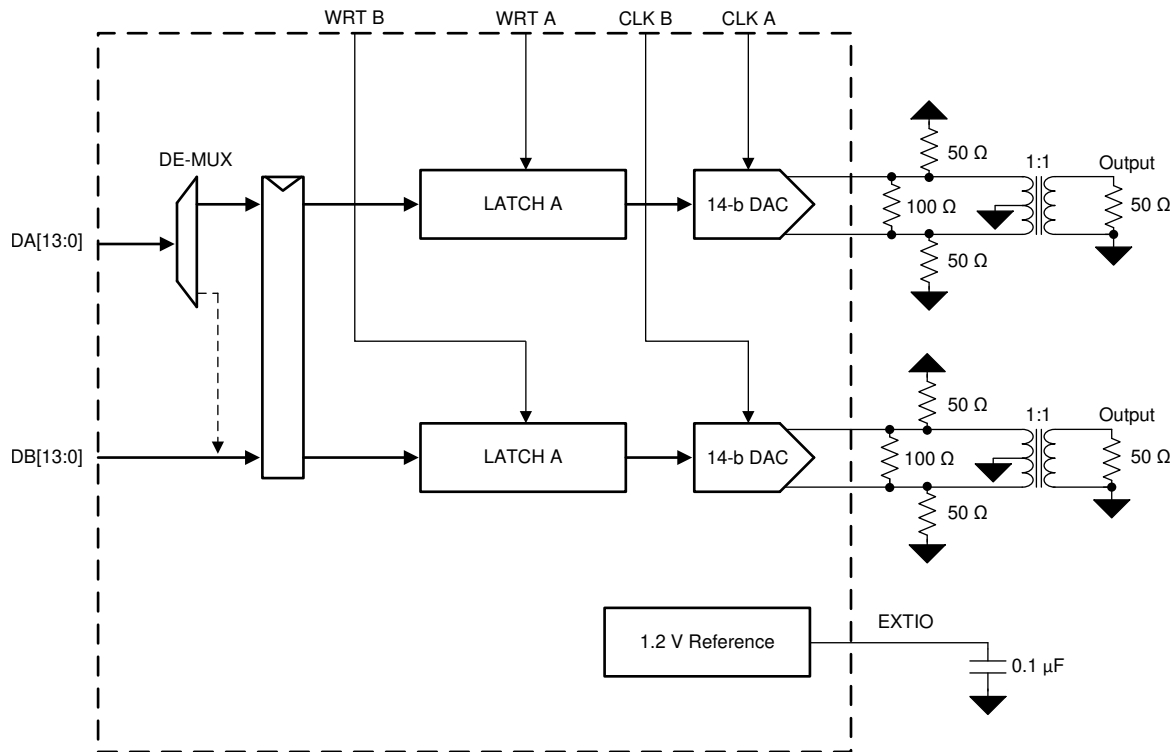 WRT B
WRT A
CLK B
CLK A
DE-MUX
50 Ω
1:1
Output
LATCH A
14-b DAC
100 Ω
50 Ω
DA[13:0]
50 Ω
50 Ω
1:1
Output
DB[13:0]
LATCH A
14-b DAC
100 Ω
50 Ω
50 Ω
1.2 V Reference
EXTIO
0.1 µF